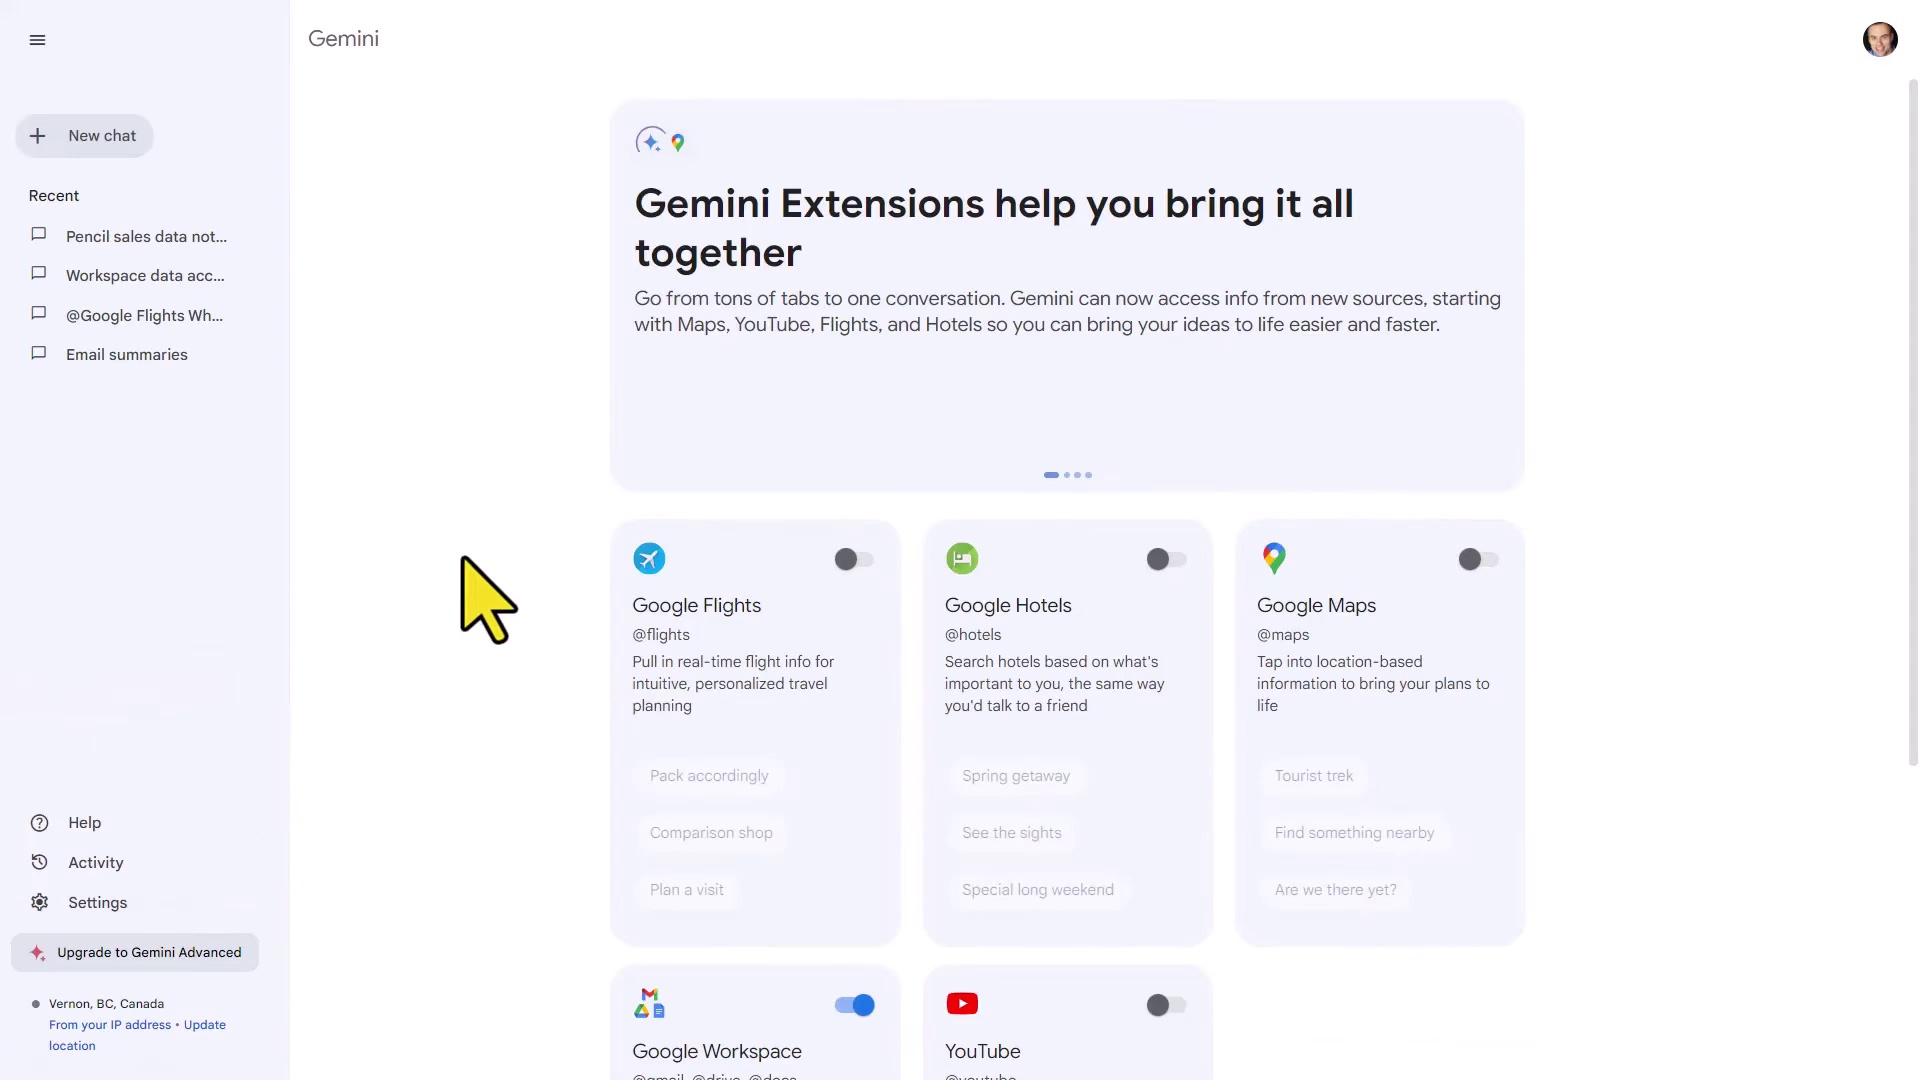 Gemini
New chat
Recent
Pencil sales data not...
Workspace data acc...
@Google Flights Wh...
Email summaries
Help
Activity
Settings
Upgrade to Gemini Advanced
Vernon, BC, Canada
From your IP address • Update
location
Gemini Extensions help you bring it all
together
Go from tons of tabs to one conversation. Gemini can now access info from new sources, starting
with Maps, YouTube, Flights, and Hotels so you can bring your ideas to life easier and faster.
Google Flights
@flights
Pull in real-time flight info for
intuitive, personalized travel
planning
Pack accordingly
Comparison shop
Plan a visit
Google Hotels
@hotels
Search hotels based on what's
important to you, the same way
you'd talk to a friend
Spring getaway
See the sights
Special long weekend
Google Maps
@maps
Tap into location-based
information to bring your plans to
life
Tourist trek
Find something nearby
Are we there yet?
Google Workspace
@gmail, @drive, @docs
YouTube
@youtube